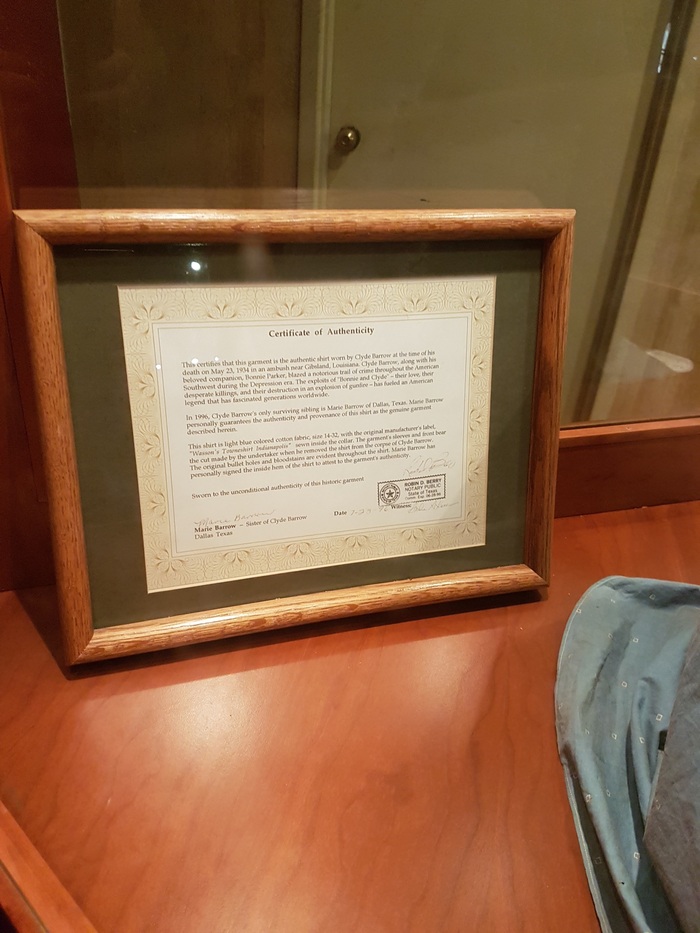 Certificate of Authenticity
This certifies that this garment is the authentic shirt worn by Clyde Barrow at the time of his
death on May 23, 1934 in an ambush near Gibsland, Louisiana. Clyde Barrow, along with his
beloved companion, Bonnie Parker, blazed a notorious trail of crime throughout the American
Southwest during the Depression era. The exploits of "Bonnie and Clyde" – their love, their
desperate killings, and their destruction in an explosion of gunfire – has fueled an American
legend that has fascinated generations worldwide.
In 1996, Clyde Barrow's only surviving sibling is Marie Barrow of Dallas, Texas. Marie Barrow
personally guarantees the authenticity and provenance of this shirt as the genuine garment
described herein.
This shirt is light blue colored cotton fabric, size 14-32, with the original manufacturer's label,
"Wasson's Towneshirt Indianapolis" sewn inside the collar. The garment's sleeves and front bear
the cut made by the undertaker when he removed the shirt from the corpse of Clyde Barrow.
The original bullet holes and bloodstains are evident throughout the shirt. Marie Barrow has
personally signed the inside hem of the shirt to attest to the garment's authenticity.
Sworn to the unconditional authenticity of this historic garment
ROBIN D. BERRY
NOTARY PUBLIC
State of Texas
Marie Barrow
Date Witness:
Marie Barrow – Sister of Clyde Barrow
Dallas Texas